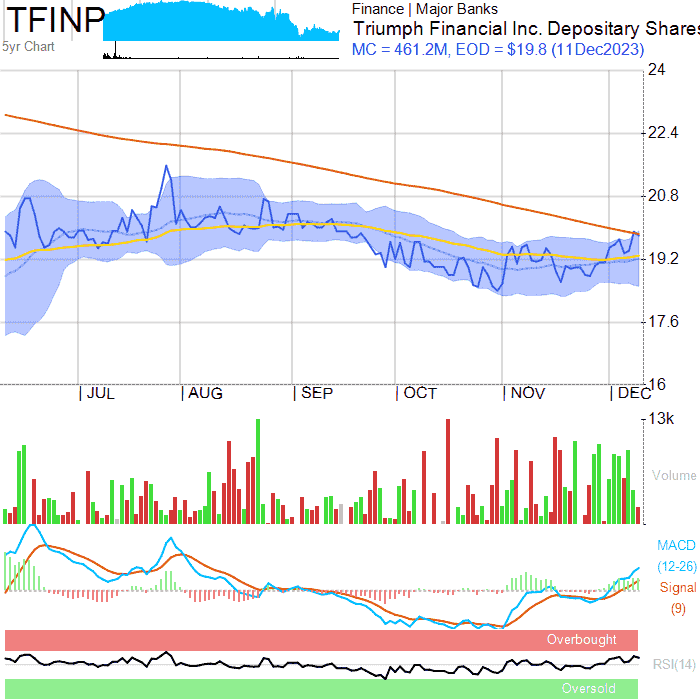 TFINP
5yr Chart
Finance | Major Banks
Triumph Financial Inc. Depositary Shares
MC = 461.2M, EOD = $19.8 (11Dec2023)
24
22.4
20.8
19.2
17.6
16
| JUL | AUG | SEP | OCT | NOV | DEC
13k
Volume
MACD
(12-26)
Signal
(9)
Overbought
RSI(14)
Oversold